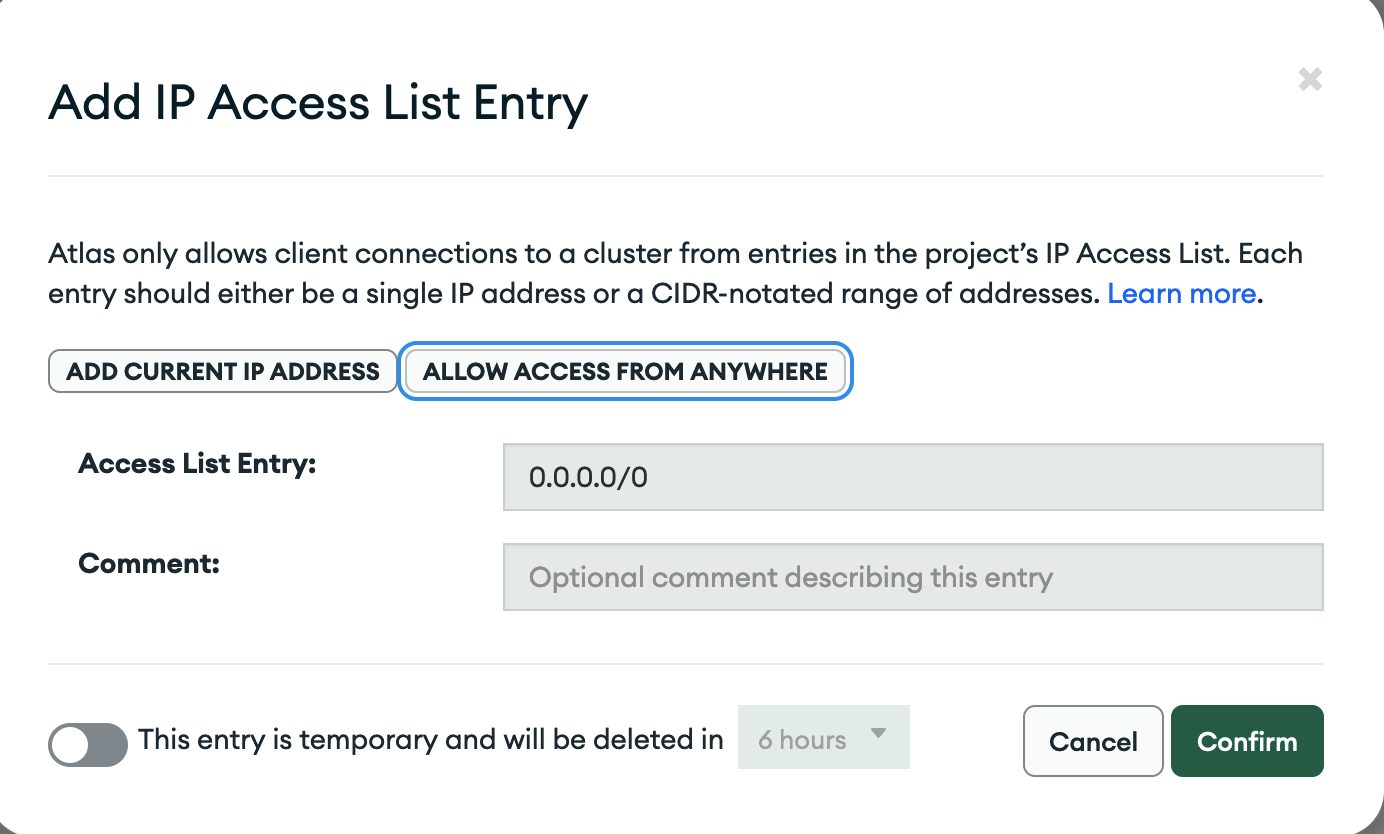 Add IP Access List Entry
Atlas only allows client connections to a cluster from entries in the project’s IP Access List. Each
entry should either be a single IP address or a CIDR-notated range of addresses. Learn more.
ADD CURRENT IP ADDRESS ALLOW ACCESS FROM ANYWHERE
Access List Entry: 0.0.0.0/0
Comment: Optional comment describing this entry
This entry is temporary and will be deleted in 6 hours Cancel Confirm